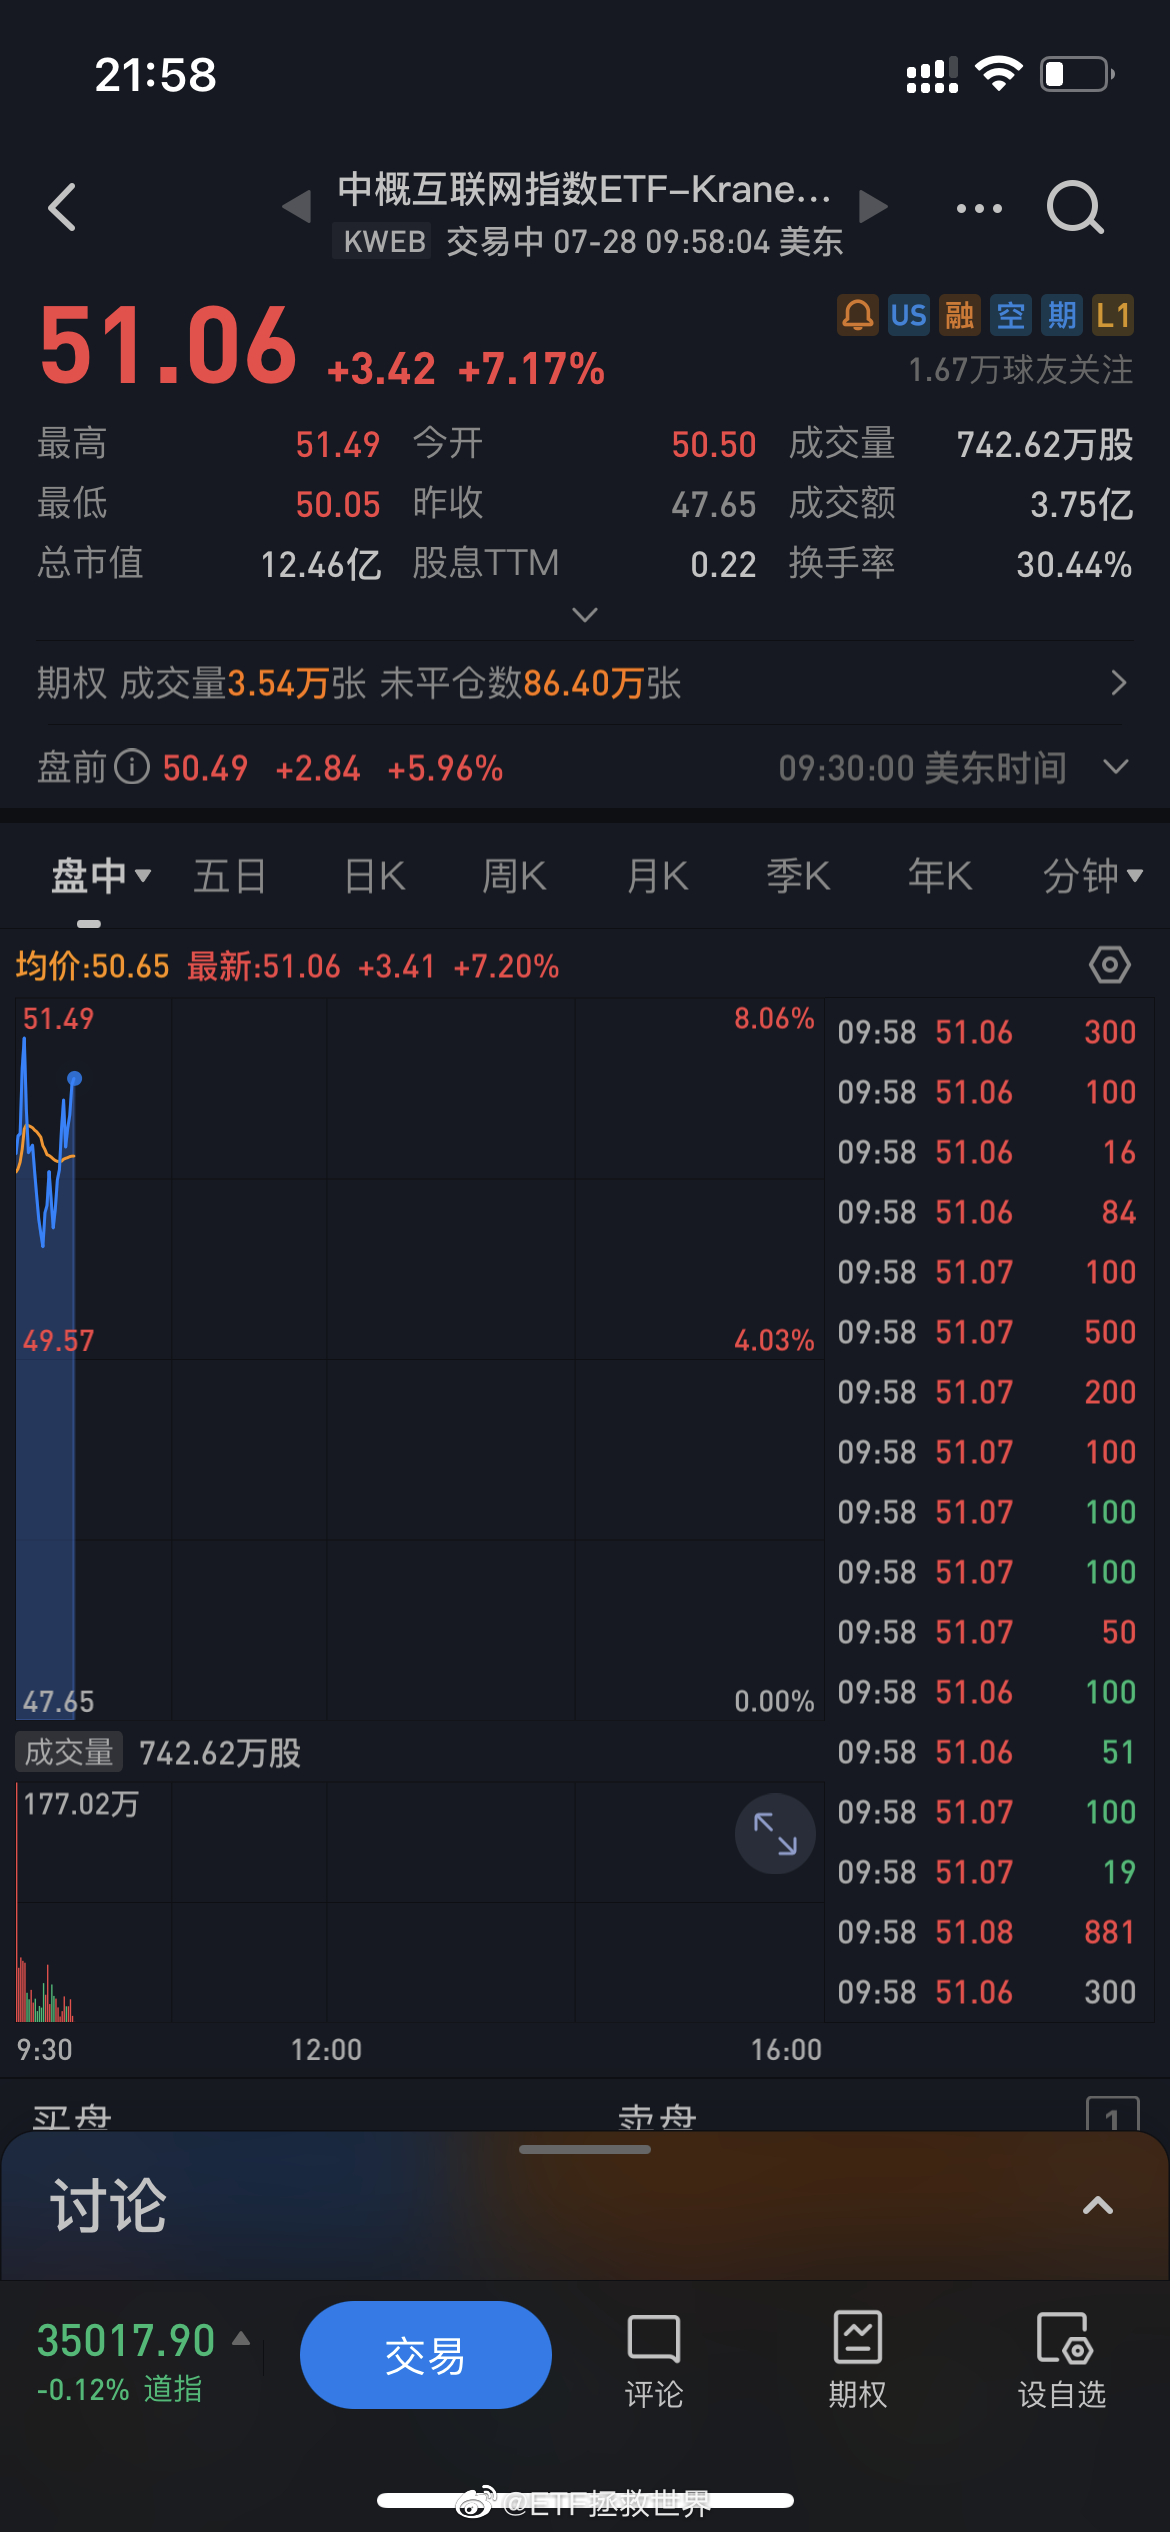 21:58
中概互联网指数ETF-Krane...
KWEB 交易中 07-28 09:58:04 美东
51.06 +3.42 +7.17%
US 融 空 期 L1
1.67万球友关注
最高 51.49 今开 50.50 成交量 742.62万股
最低 50.05 昨收 47.65 成交额 3.75亿
总市值 12.46亿 股息TTM 0.22 换手率 30.44%
期权 成交量3.54万张 未平仓数86.40万张
盘前 50.49 +2.84 +5.96% 09:30:00 美东时间
盘中 五日 日K 周K 月K 季K 年K 分钟
均价:50.65 最新:51.06 +3.41 +7.20%
51.49 8.06%
49.57 4.03%
47.65 0.00%
成交量 742.62万股
177.02万
9:30 12:00 16:00
09:58 51.06 300
09:58 51.06 100
09:58 51.06 16
09:58 51.06 84
09:58 51.07 100
09:58 51.07 500
09:58 51.07 200
09:58 51.07 100
09:58 51.07 100
09:58 51.07 100
09:58 51.07 50
09:58 51.06 100
09:58 51.06 51
09:58 51.07 100
09:58 51.07 19
09:58 51.08 881
09:58 51.06 300
买盘 卖盘 1
讨论
35017.90
-0.12% 道指
交易
评论
期权
设自选
@ETF拯救世界